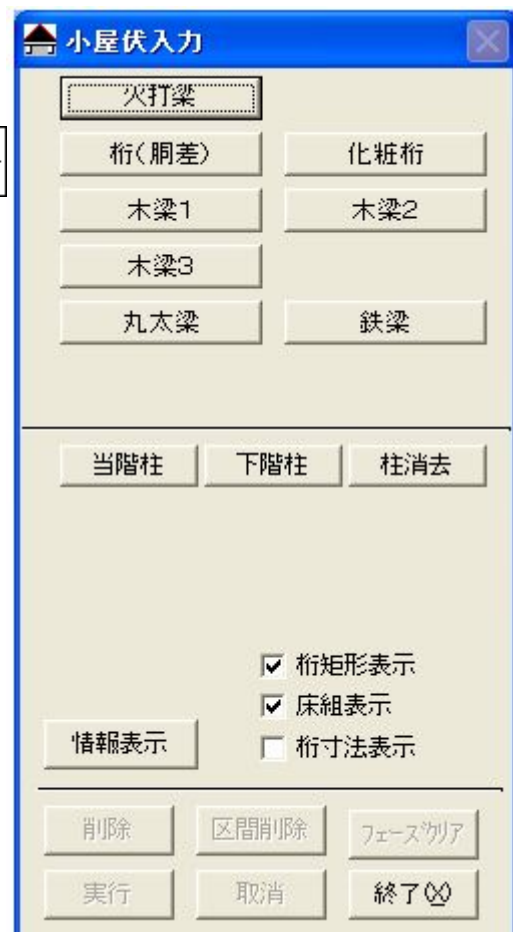 小屋伏入力
火打梁
桁(胴差) 化粧桁
木梁1 木梁2
木梁3
丸太梁 鉄梁
当階柱 下階柱 柱消去
桁矩形表示
床組表示
情報表示 桁寸法表示
削除 区間削除 フェーズクリア
実行 取消 終了(X)